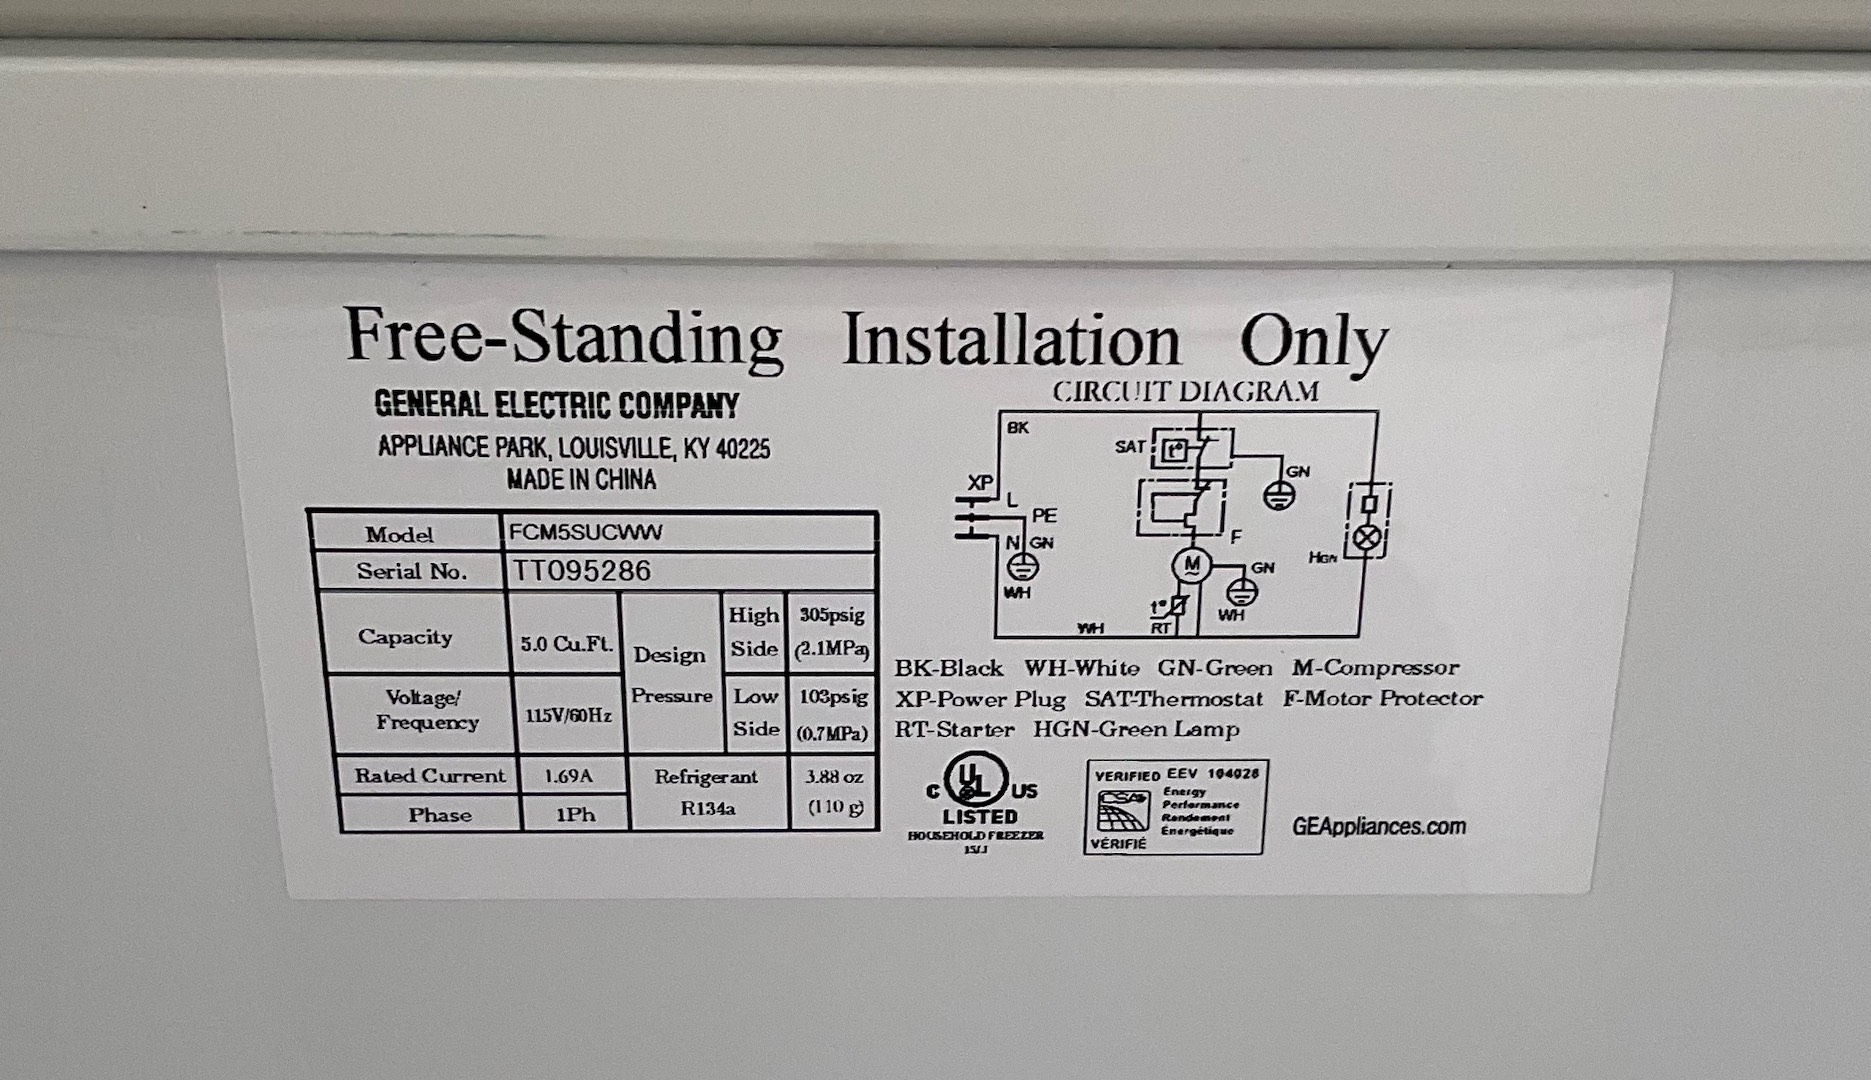 Free-Standing Installation Only
GENERAL ELECTRIC COMPANY
APPLIANCE PARK, LOUISVILLE, KY 40225
MADE IN CHINA
Model FCM5SUCWW
Serial No. TT095286
Capacity 5.0 Cu.Ft.
Voltage/
Frequency 115V/60Hz
Design
Pressure
High
Side
305psig
(2.1MPa)
Low
Side
103psig
(0.7MPa)
Rated Current 1.69A
Phase 1Ph
Refrigerant
R134a
3.88 oz
(110 g)
CIRCUIT DIAGRAM
BK
SAT t°
GN
XP
L
PE
N GN
F
HGN
M
~
GN
WH
t°
WH
WH
RT
BK-Black WH-White GN-Green M-Compressor
XP-Power Plug SAT-Thermostat F-Motor Protector
RT-Starter HGN-Green Lamp
C UL US
LISTED
HOUSEHOLD FREEZER
15IJ
VERIFIED EEV 104028
CSA
Energy
Performance
Rendement
Énergétique
VÉRIFIÉ
GEAppliances.com